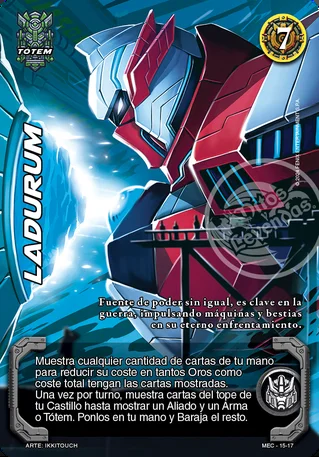 TÓTEM
7
LADURUM
MITOS
Y
LEYENDAS
Fuente de poder sin igual, es clave en la
guerra, impulsando máquinas y bestias
en su eterno enfrentamiento.
Muestra cualquier cantidad de cartas de tu mano
para reducir su coste en tantos Oros como
coste total tengan las cartas mostradas.
Una vez por turno, muestra cartas del tope de
tu Castillo hasta mostrar un Aliado y un Arma
o Tótem. Ponlos en tu mano y Baraja el resto.
ARTE: IKKITOUCH
MEC - 15-17